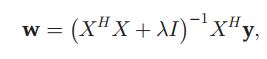 𝐰 = (X^H X + λI)^{-1} X^H 𝐲,